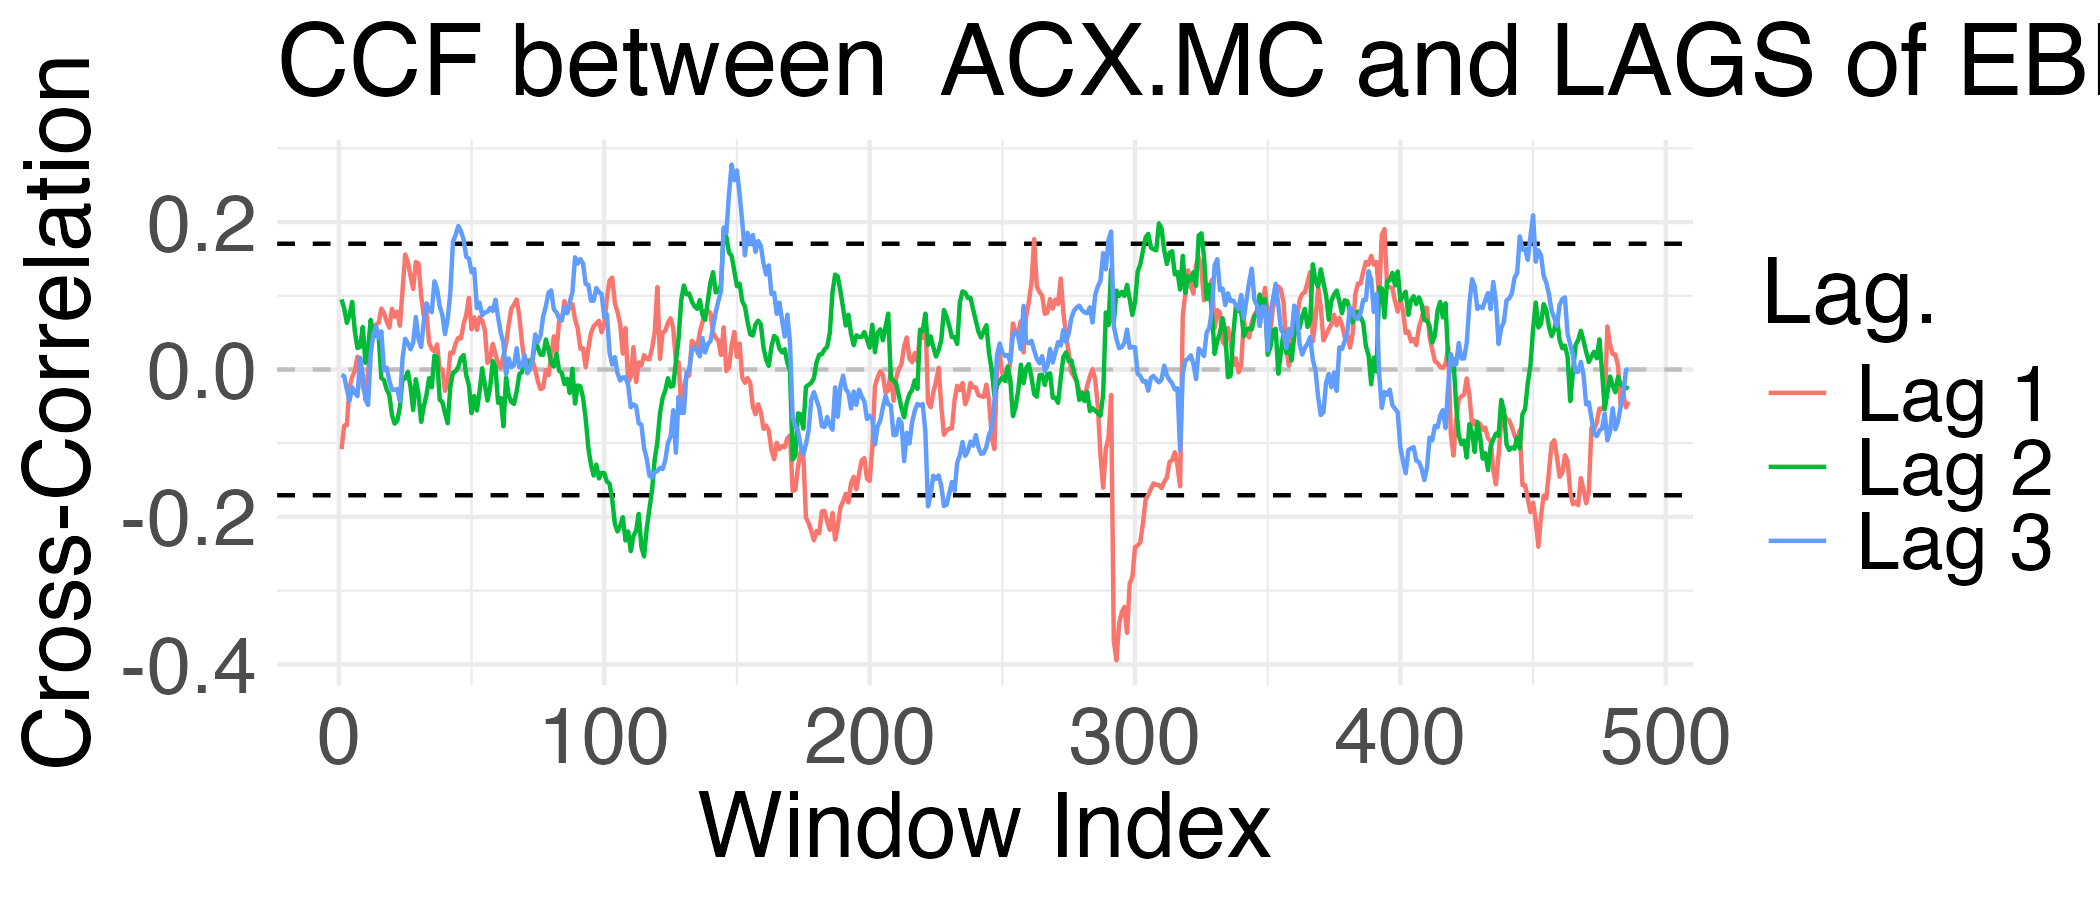 CCF between  ACX.MC and LAGS of
Cross-Correlation
0.2
0.0
-0.2
-0.4
0 100 200 300 400 500
Window Index
Lag.
Lag 1
Lag 2
Lag 3